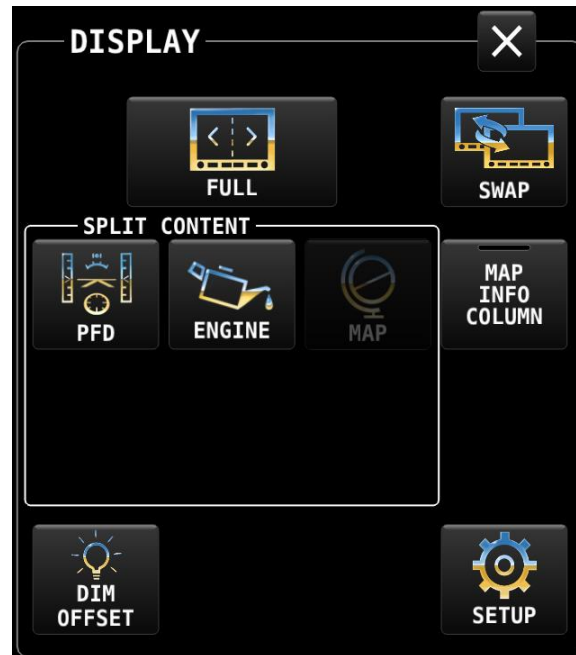 DISPLAY
FULL
SWAP
SPLIT CONTENT
PFD
ENGINE
MAP
MAP
INFO
COLUMN
DIM
OFFSET
SETUP